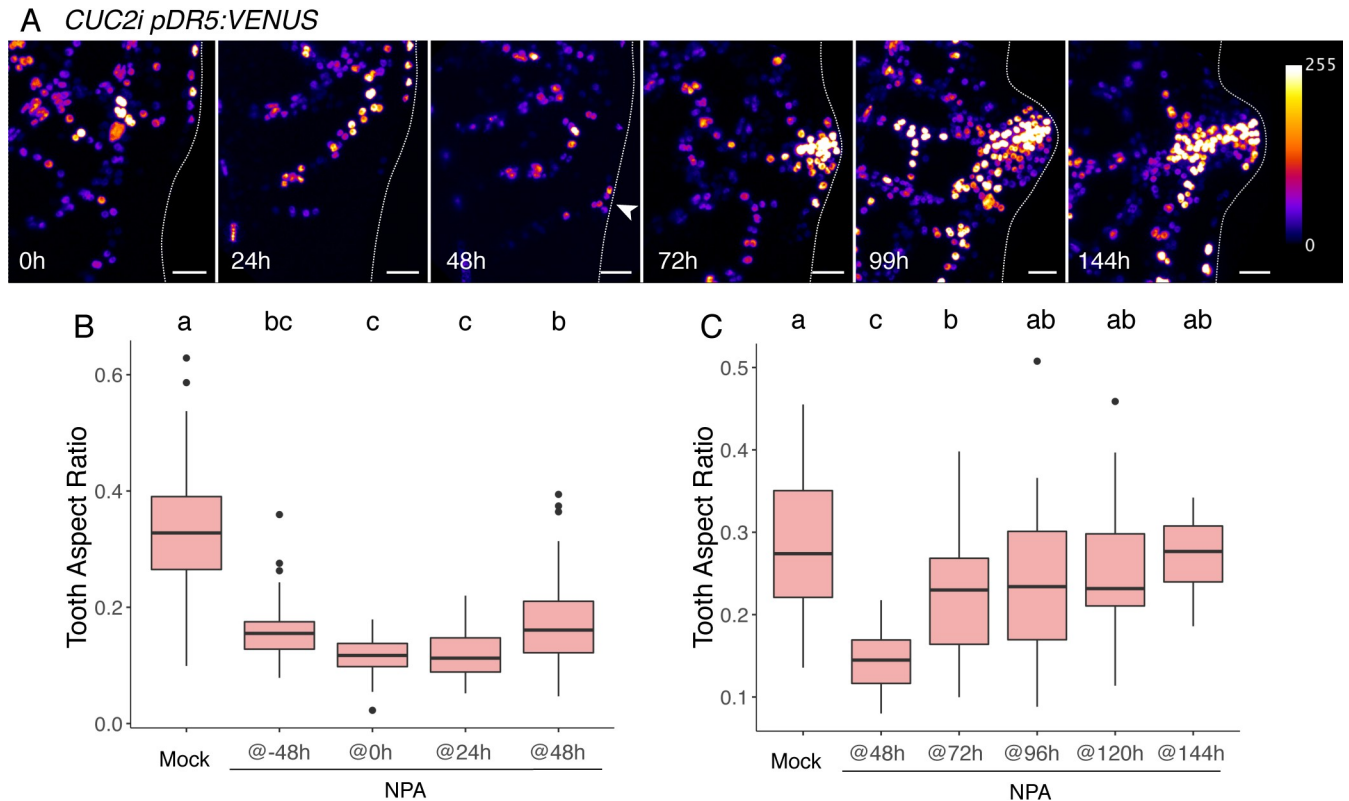 A CUC2i pDR5:VENUS
0h
24h
48h
72h
99h
144h
255
0
B
a bc c c b
Tooth Aspect Ratio
0.6
0.4
0.2
0.0
Mock @-48h @0h @24h @48h
NPA
C
a c b ab ab ab
Tooth Aspect Ratio
0.5
0.4
0.3
0.2
0.1
Mock @48h @72h @96h @120h @144h
NPA